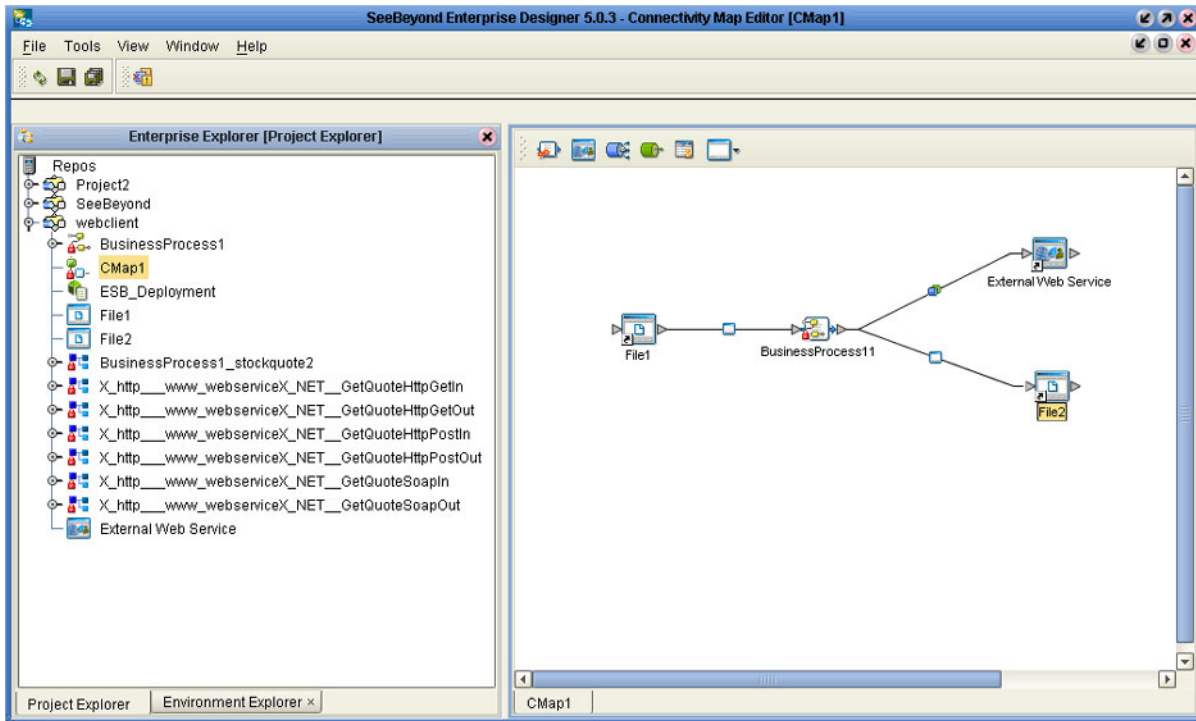 SeeBeyond Enterprise Designer 5.0.3 - Connectivity Map Editor [CMap1]
File Tools View Window Help
Enterprise Explorer [Project Explorer]
Repos
Project2
SeeBeyond
webclient
BusinessProcess1
CMap1
ESB_Deployment
File1
File2
BusinessProcess1_stockquote2
X_http___www_webserviceX_NET__GetQuoteHttpGetIn
X_http___www_webserviceX_NET__GetQuoteHttpGetOut
X_http___www_webserviceX_NET__GetQuoteHttpPostIn
X_http___www_webserviceX_NET__GetQuoteHttpPostOut
X_http___www_webserviceX_NET__GetQuoteSoapIn
X_http___www_webserviceX_NET__GetQuoteSoapOut
External Web Service
Project Explorer
Environment Explorer ×
External Web Service
File1
BusinessProcess11
File2
CMap1